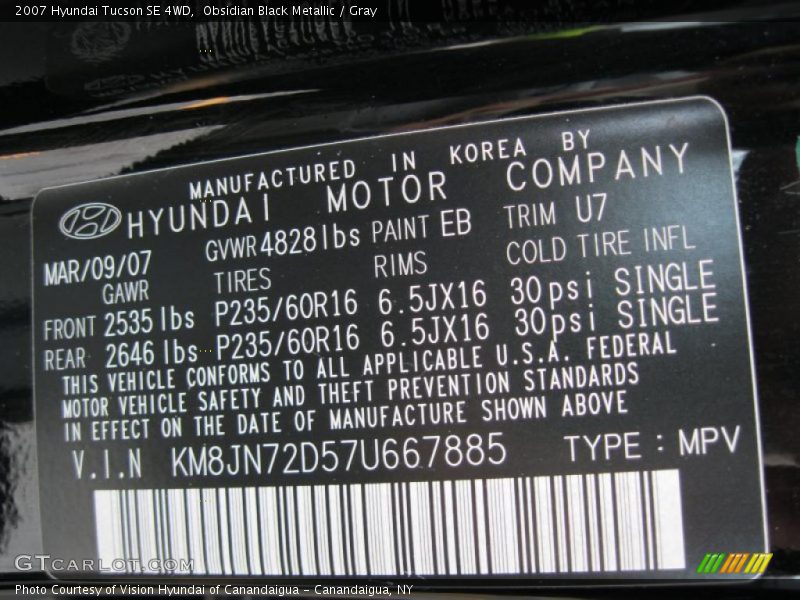 2007 Hyundai Tucson SE 4WD, Obsidian Black Metallic / Gray
MANUFACTURED IN KOREA BY
HYUNDAI MOTOR COMPANY
MAR/09/07 GVWR 4828 lbs PAINT EB TRIM U7
GAWR TIRES RIMS COLD TIRE INFL
FRONT 2535 lbs P235/60R16 6.5JX16 30psi SINGLE
REAR 2646 lbs P235/60R16 6.5JX16 30psi SINGLE
THIS VEHICLE CONFORMS TO ALL APPLICABLE U.S.A. FEDERAL
MOTOR VEHICLE SAFETY AND THEFT PREVENTION STANDARDS
IN EFFECT ON THE DATE OF MANUFACTURE SHOWN ABOVE
V.I.N KM8JN72D57U667885 TYPE : MPV
GTCARLOT.COM
Photo Courtesy of Vision Hyundai of Canandaigua - Canandaigua, NY